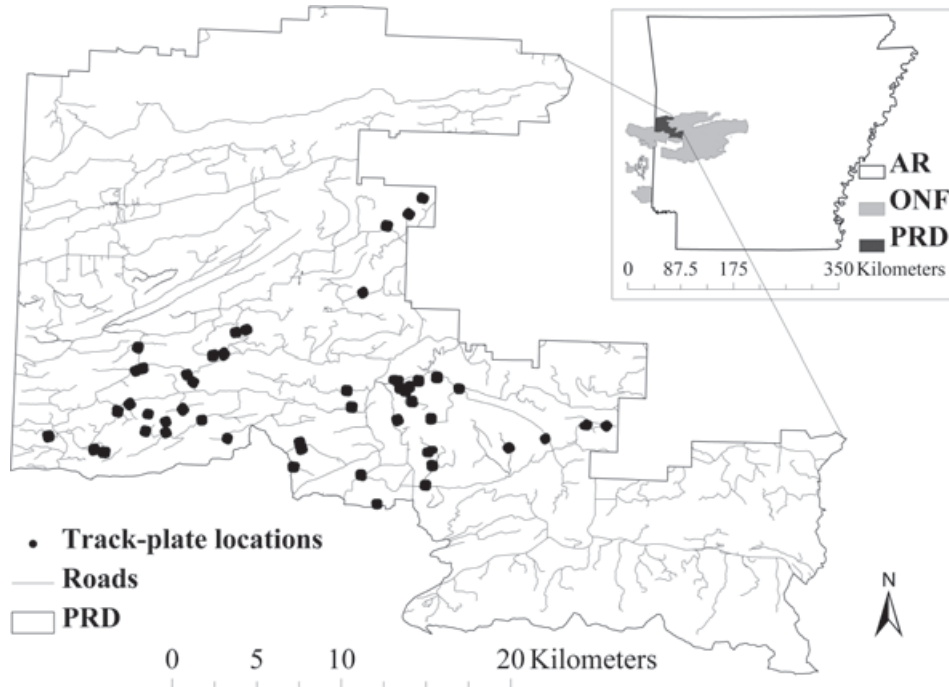 AR
ONF
PRD
0 87.5 175 350 Kilometers
Track-plate locations
Roads
PRD
N
0 5 10 20 Kilometers